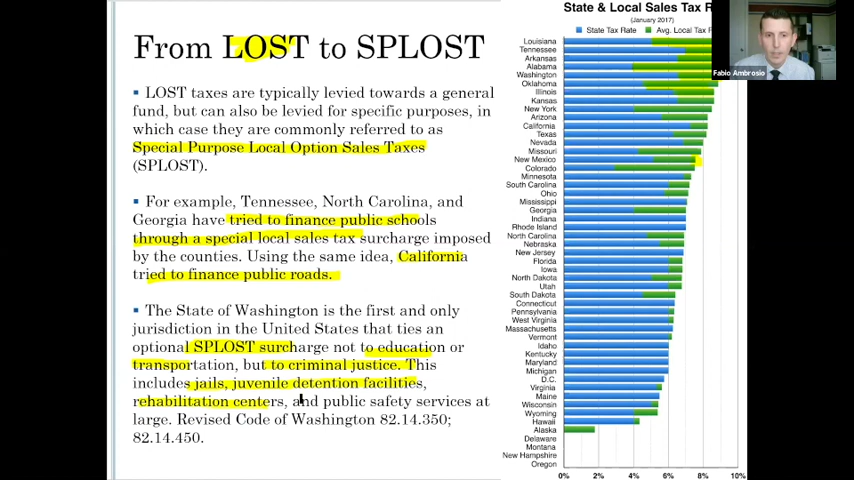 From LOST to SPLOST
▪ LOST taxes are typically levied towards a general
fund, but can also be levied for specific purposes, in
which case they are commonly referred to as
Special Purpose Local Option Sales Taxes
(SPLOST).
▪ For example, Tennessee, North Carolina, and
Georgia have tried to finance public schools
through a special local sales tax surcharge imposed
by the counties. Using the same idea, California
tried to finance public roads.
▪ The State of Washington is the first and only
jurisdiction in the United States that ties an
optional SPLOST surcharge not to education or
transportation, but to criminal justice. This
includes jails, juvenile detention facilities,
rehabilitation centers, and public safety services at
large. Revised Code of Washington 82.14.350;
82.14.450.
State & Local Sales Tax R
(January 2017)
State Tax Rate Avg. Local Tax
Louisiana
Tennessee
Arkansas
Alabama
Washington
Oklahoma
Illinois
Kansas
New York
Arizona
California
Texas
Nevada
Missouri
New Mexico
Colorado
Minnesota
South Carolina
Ohio
Mississippi
Georgia
Indiana
Rhode Island
North Carolina
Nebraska
New Jersey
Florida
Iowa
North Dakota
Utah
South Dakota
Connecticut
Pennsylvania
West Virginia
Massachusetts
Vermont
Idaho
Kentucky
Maryland
Michigan
D.C.
Virginia
Maine
Wisconsin
Wyoming
Hawaii
Alaska
Delaware
Montana
New Hampshire
Oregon
0% 2% 4% 6% 8% 10%
Fabio Ambrosio